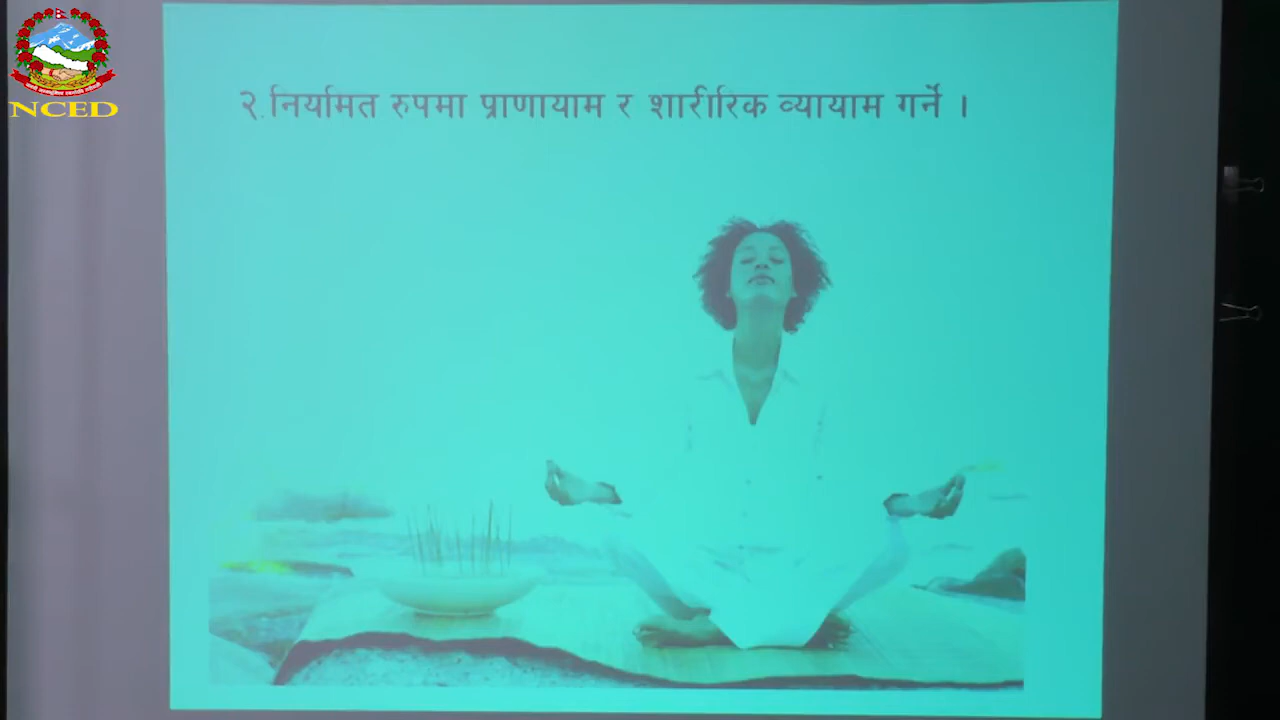 NCED
२. नियमित रुपमा प्राणायाम र शारीरिक व्यायाम गर्ने ।